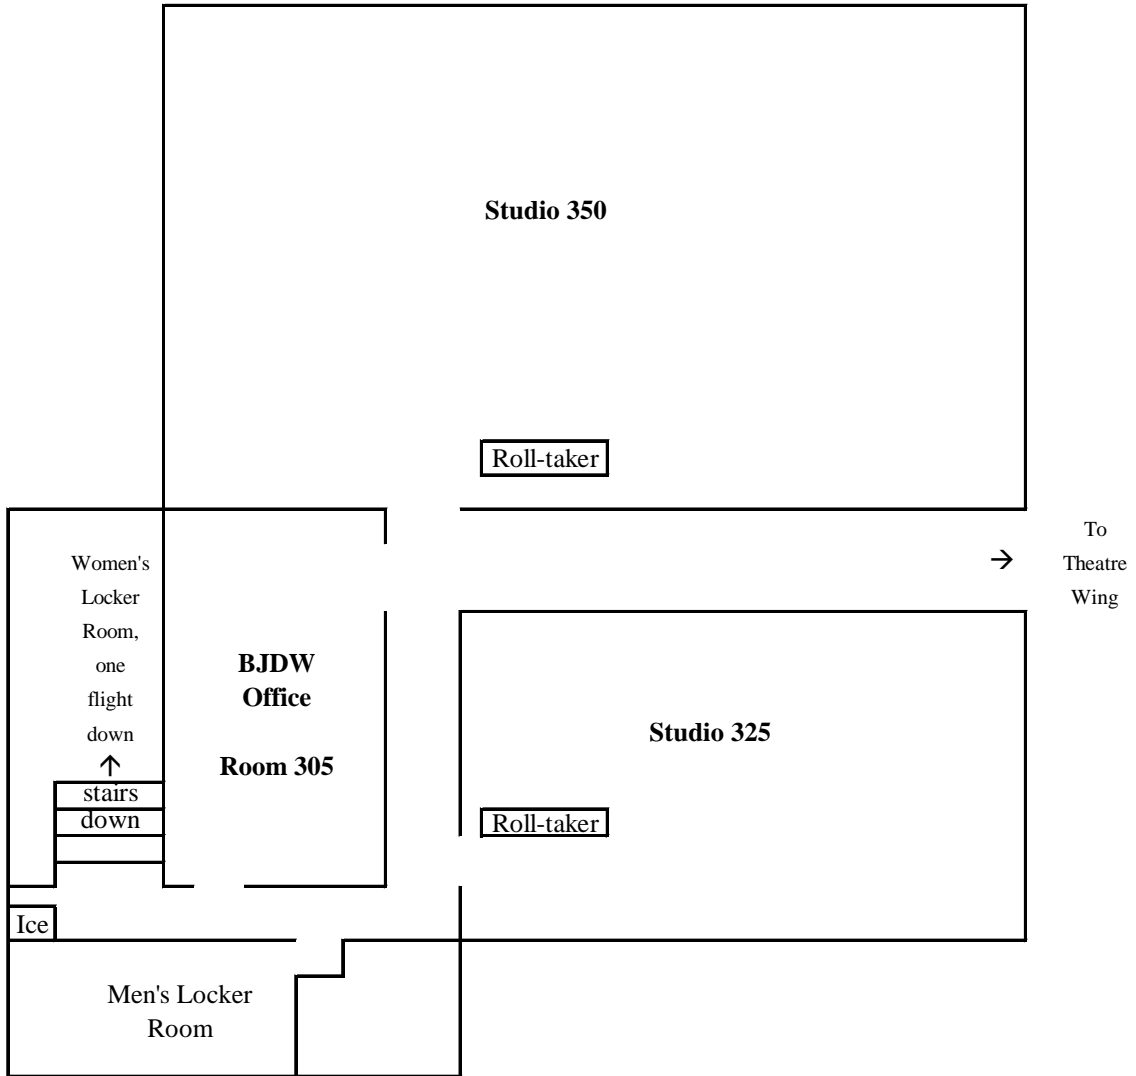 Studio 350
Roll-taker
To
Theatre
Wing
→
Women's
Locker
Room,
one
flight
down
↑
stairs
down
BJDW
Office
Room 305
Studio 325
Roll-taker
Ice
Men's Locker
Room